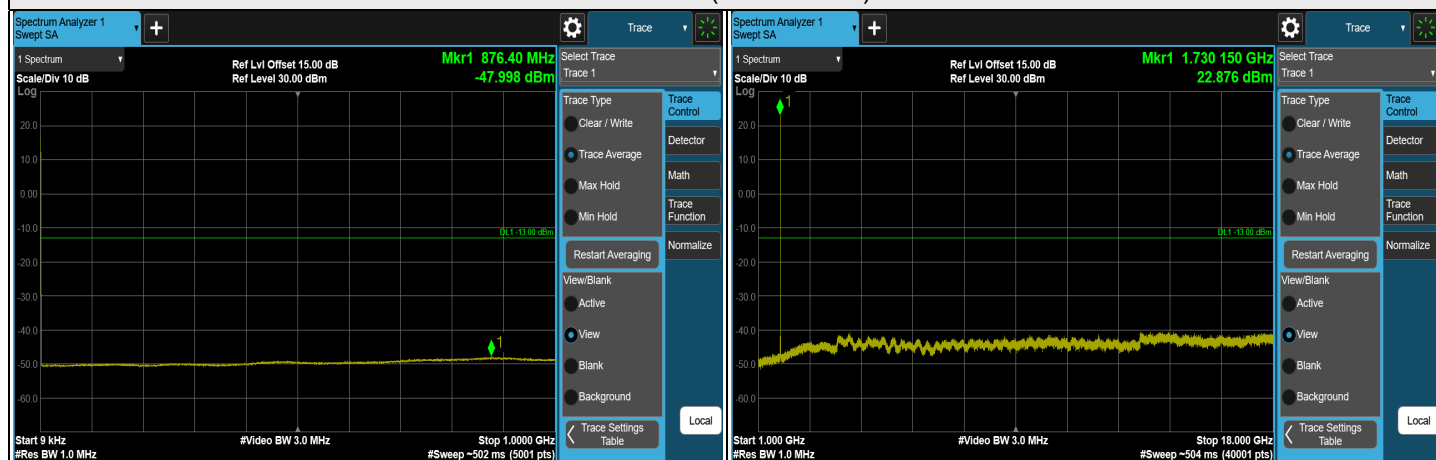 Spectrum Analyzer 1
Swept SA
+
Trace
1 Spectrum
Scale/Div 10 dB
Ref Lvl Offset 15.00 dB
Ref Level 30.00 dBm
Mkr1 876.40 MHz
-47.998 dBm
Log
20.0
10.0
0.00
-10.0
-20.0
-30.0
-40.0
-50.0
-60.0
DL1 -13.00 dBm
1
Start 9 kHz
#Res BW 1.0 MHz
#Video BW 3.0 MHz
Stop 1.0000 GHz
#Sweep ~502 ms (5001 pts)
Select Trace
Trace 1
Trace Type
Clear / Write
Trace Average
Max Hold
Min Hold
Restart Averaging
View/Blank
Active
View
Blank
Background
Trace Settings
Table
Trace
Control
Detector
Math
Trace
Function
Normalize
Local
Spectrum Analyzer 1
Swept SA
+
Trace
1 Spectrum
Scale/Div 10 dB
Ref Lvl Offset 15.00 dB
Ref Level 30.00 dBm
Mkr1 1.730 150 GHz
22.876 dBm
Log
1
20.0
10.0
0.00
-10.0
-20.0
-30.0
-40.0
-50.0
-60.0
DL1 -13.00 dBm
Start 1.000 GHz
#Res BW 1.0 MHz
#Video BW 3.0 MHz
Stop 18.000 GHz
#Sweep ~504 ms (40001 pts)
Select Trace
Trace 1
Trace Type
Clear / Write
Trace Average
Max Hold
Min Hold
Restart Averaging
View/Blank
Active
View
Blank
Background
Trace Settings
Table
Trace
Control
Detector
Math
Trace
Function
Normalize
Local